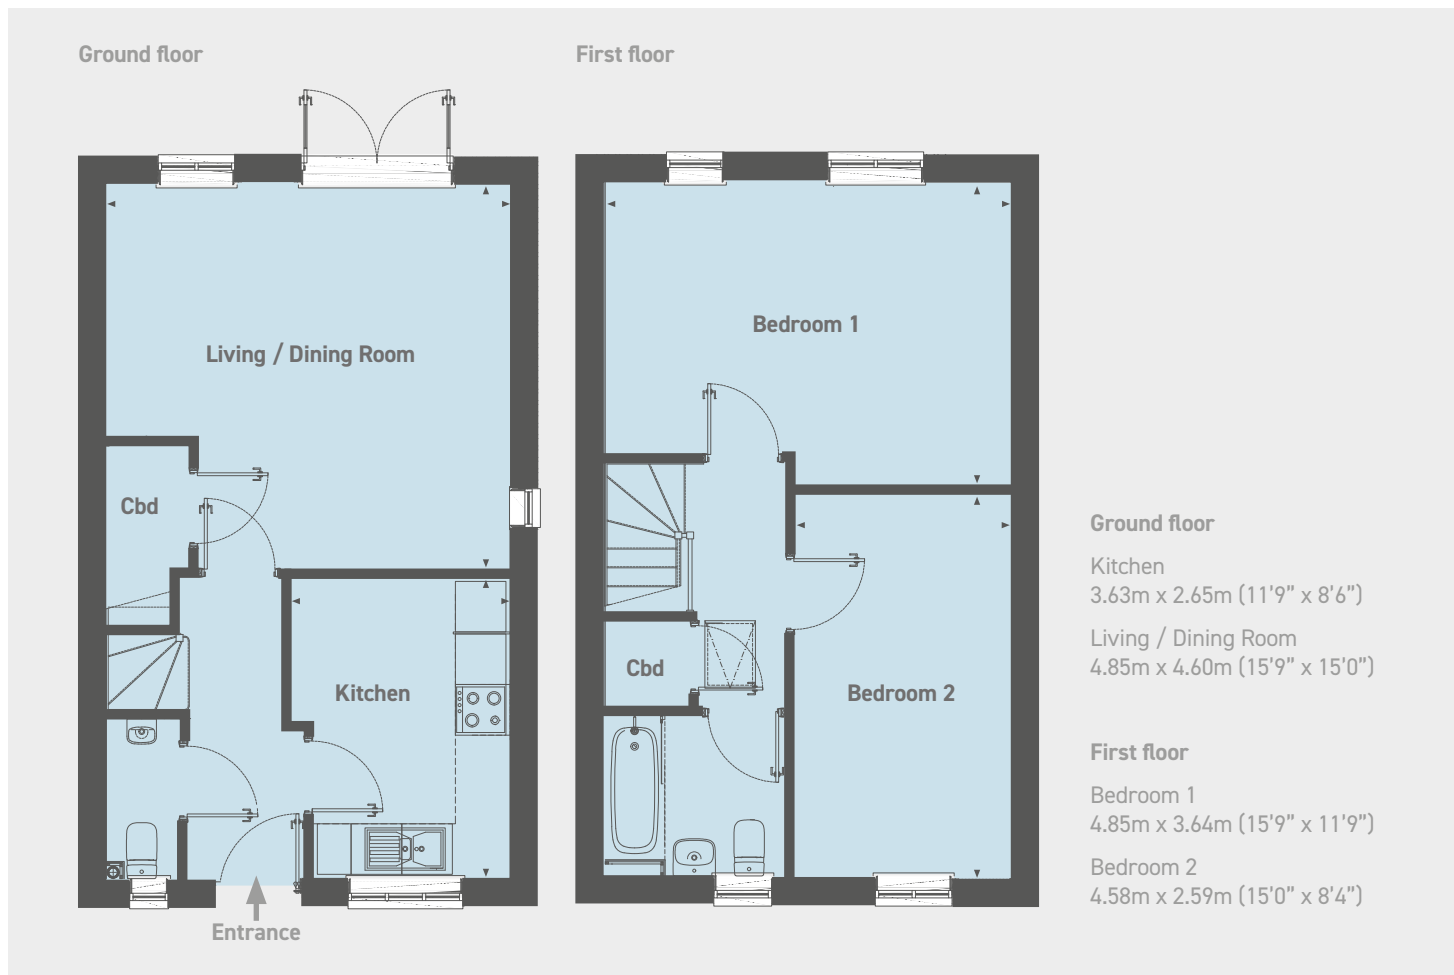 Ground floor
First floor
Living / Dining Room
Cbd
Kitchen
Entrance
Bedroom 1
Cbd
Bedroom 2
Ground floor
Kitchen
3.63m x 2.65m (11’9” x 8’6”)
Living / Dining Room
4.85m x 4.60m (15’9” x 15’0”)
First floor
Bedroom 1
4.85m x 3.64m (15’9” x 11’9”)
Bedroom 2
4.58m x 2.59m (15’0” x 8’4”)